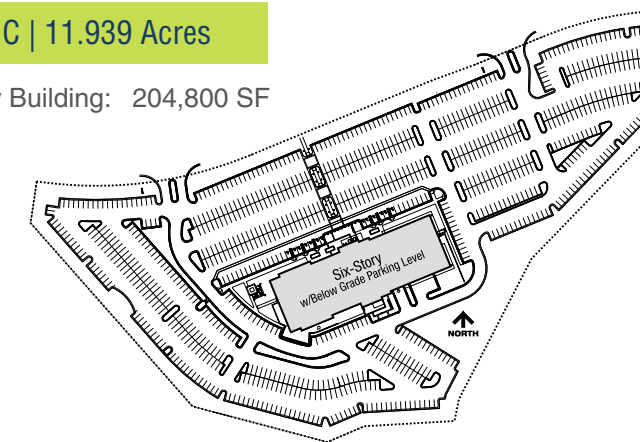 C | 11.939 Acres
Building: 204,800 SF
Six-Story
w/Below Grade Parking Level
NORTH